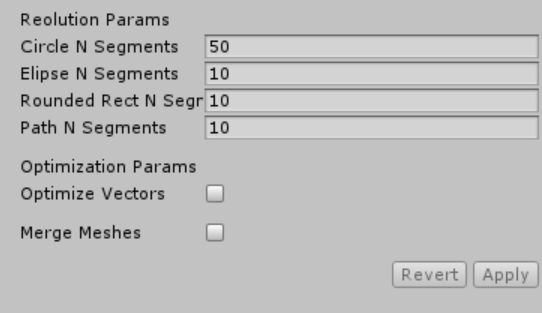 Reolution Params
Circle N Segments 50
Elipse N Segments 10
Rounded Rect N Segr 10
Path N Segments 10
Optimization Params
Optimize Vectors
Merge Meshes
Revert Apply